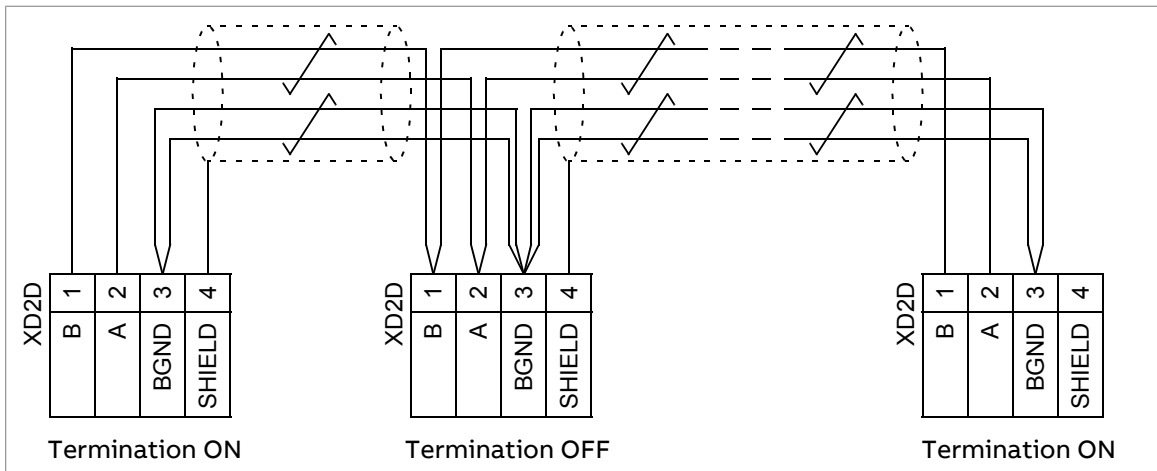 XD2D 1 2 3 4 XD2D 1 2 3 4 XD2D 1 2 3 4
B A BGND SHIELD B A BGND SHIELD B A BGND SHIELD
Termination ON Termination OFF Termination ON